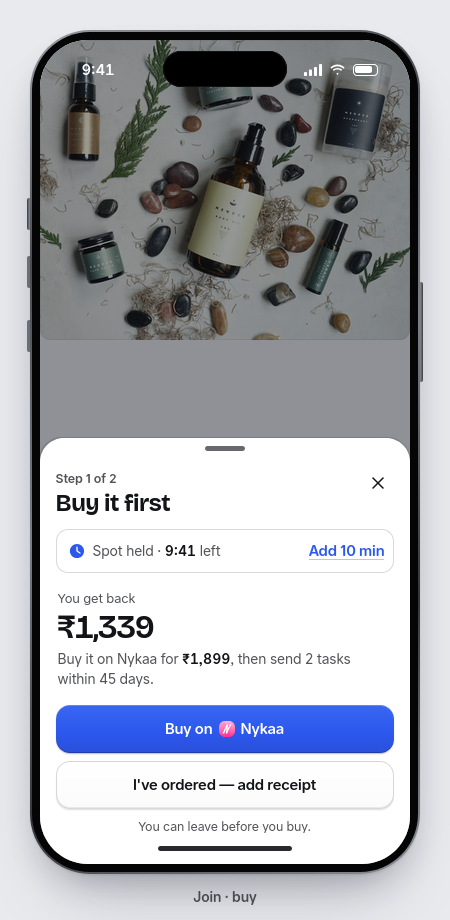 9:41
Step 1 of 2
Buy it first
Spot held · 9:41 left
Add 10 min
You get back
₹1,339
Buy it on Nykaa for ₹1,899, then send 2 tasks
within 45 days.
Buy on Nykaa
I've ordered — add receipt
You can leave before you buy.
Join · buy